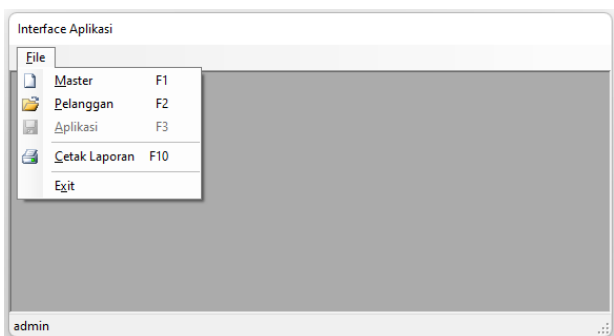 Interface Aplikasi
File
Master F1
Pelanggan F2
Aplikasi F3
Cetak Laporan F10
Exit
admin